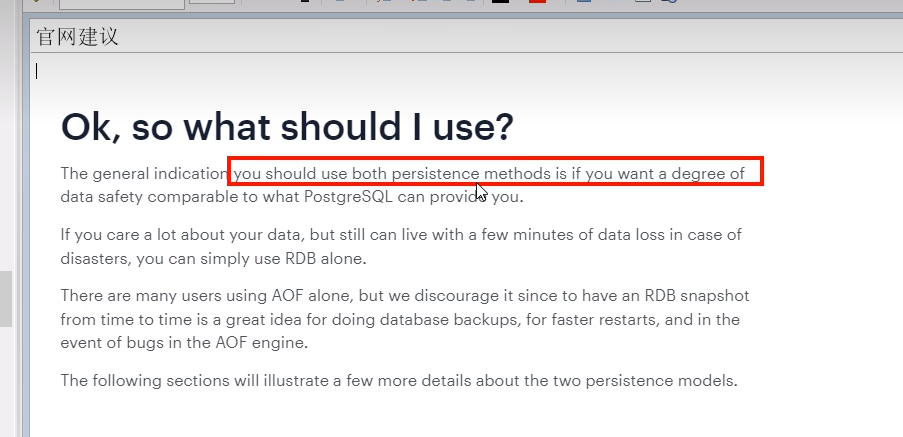 官网建议
Ok, so what should I use?
The general indication you should use both persistence methods is if you want a degree of
data safety comparable to what PostgreSQL can provide you.
If you care a lot about your data, but still can live with a few minutes of data loss in case of
disasters, you can simply use RDB alone.
There are many users using AOF alone, but we discourage it since to have an RDB snapshot
from time to time is a great idea for doing database backups, for faster restarts, and in the
event of bugs in the AOF engine.
The following sections will illustrate a few more details about the two persistence models.